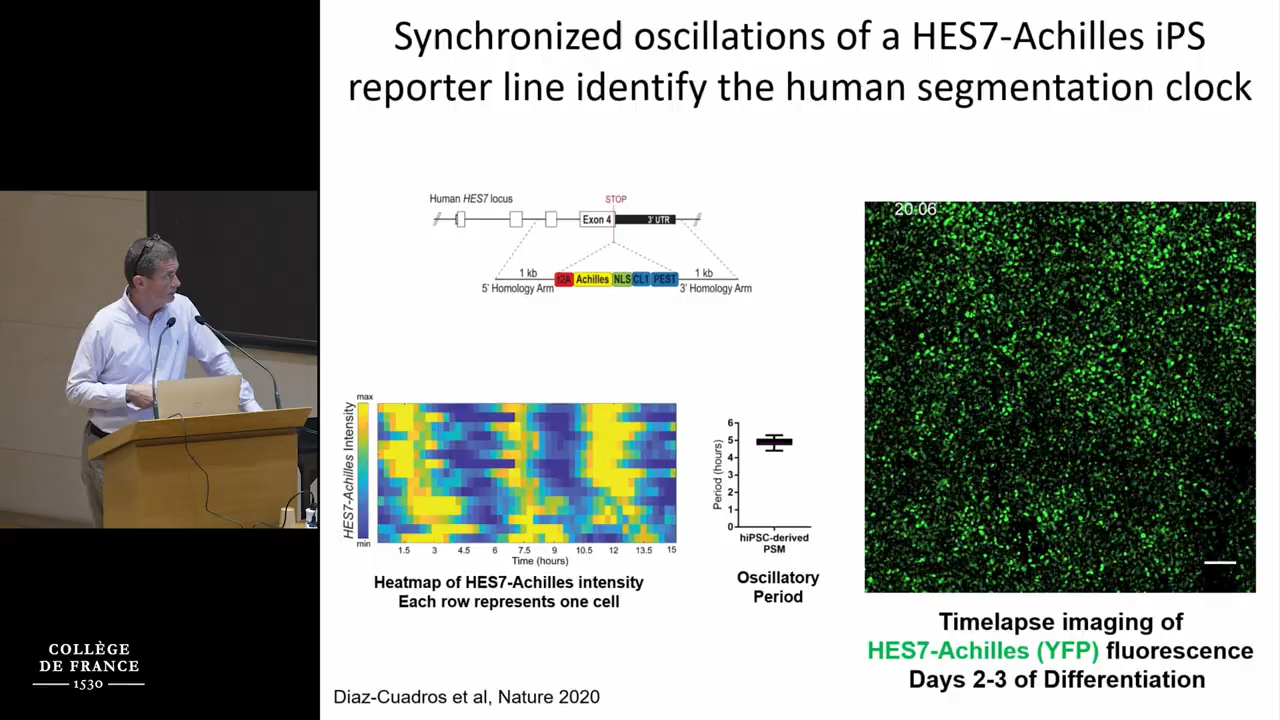 Synchronized oscillations of a HES7-Achilles iPS
reporter line identify the human segmentation clock
Human HES7 locus
STOP
Exon 4
3' UTR
1 kb
t2A
Achilles
NLS
CL1
PEST
1 kb
5' Homology Arm
3' Homology Arm
20:06
max
HES7-Achilles Intensity
min
1.5 3 4.5 6 7.5 9 10.5 12 13.5 15
Time (hours)
Heatmap of HES7-Achilles intensity
Each row represents one cell
6
5
4
3
2
1
0
Period (hours)
hiPSC-derived
PSM
Oscillatory
Period
Timelapse imaging of
HES7-Achilles (YFP) fluorescence
Days 2-3 of Differentiation
COLLÈGE
DE FRANCE
1530
Diaz-Cuadros et al, Nature 2020